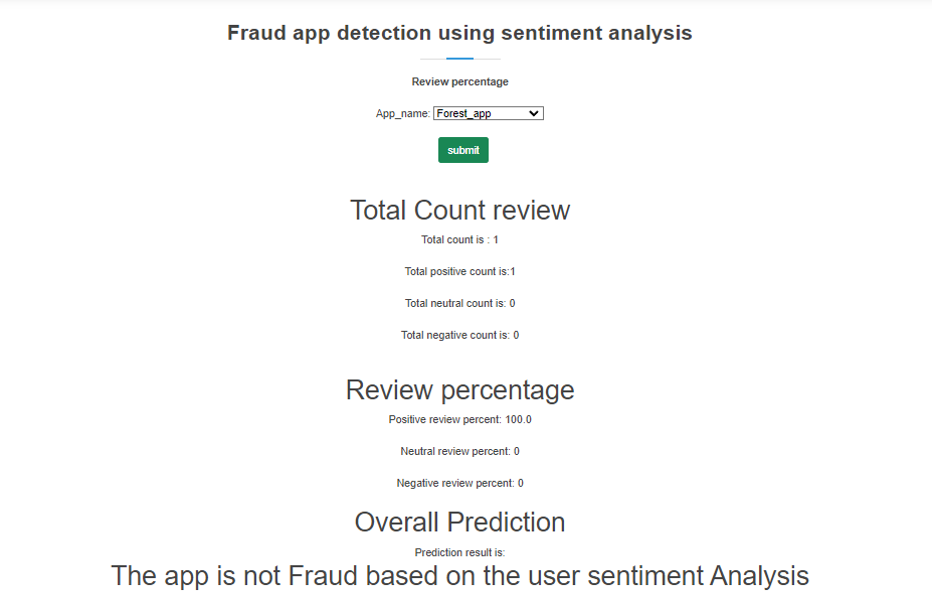 Fraud app detection using sentiment analysis
Review percentage
App_name: Forest_app
submit
Total Count review
Total count is : 1
Total positive count is:1
Total neutral count is: 0
Total negative count is: 0
Review percentage
Positive review percent: 100.0
Neutral review percent: 0
Negative review percent: 0
Overall Prediction
Prediction result is:
The app is not Fraud based on the user sentiment Analysis